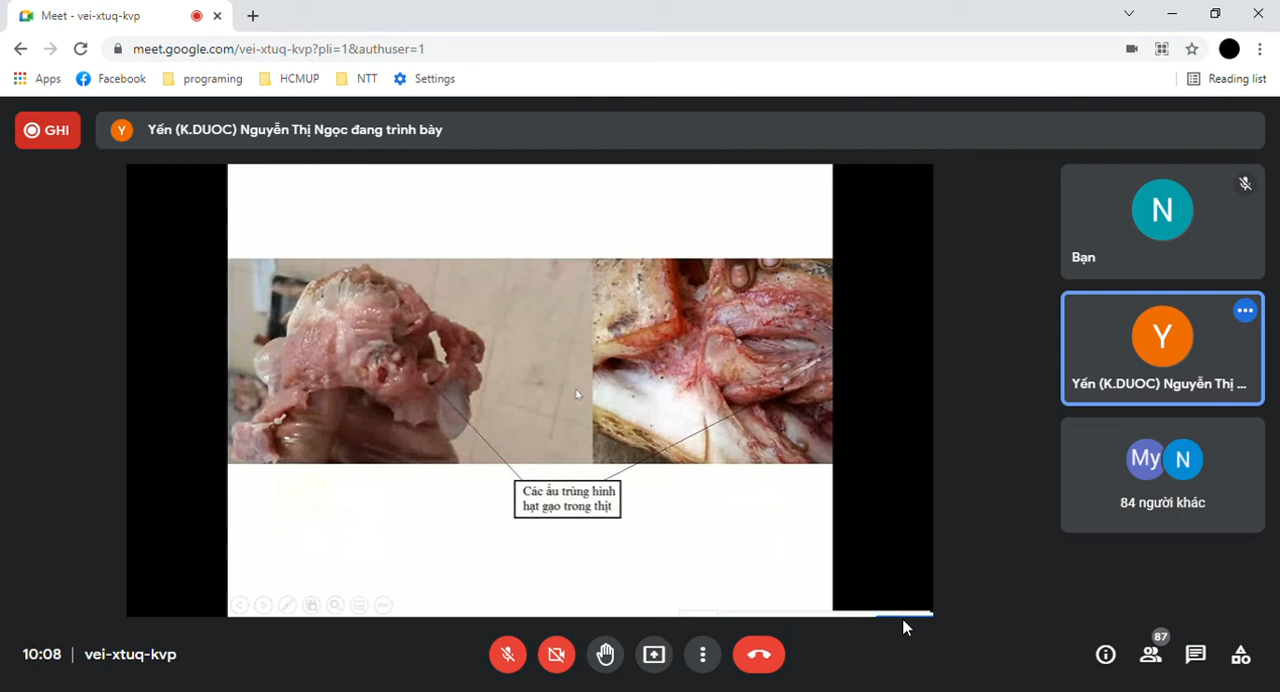 Meet - vei-xtuq-kvp
meet.google.com/vei-xtuq-kvp?pli=1&authuser=1
Apps Facebook programing HCMUP NTT Settings Reading list
GHI Y Yến (K.DUOC) Nguyễn Thị Ngọc đang trình bày
N
Bạn
Y
Yến (K.DUOC) Nguyễn Thị ...
My N
84 người khác
Các ấu trùng hình
hạt gạo trong thịt
87
10:08 | vei-xtuq-kvp